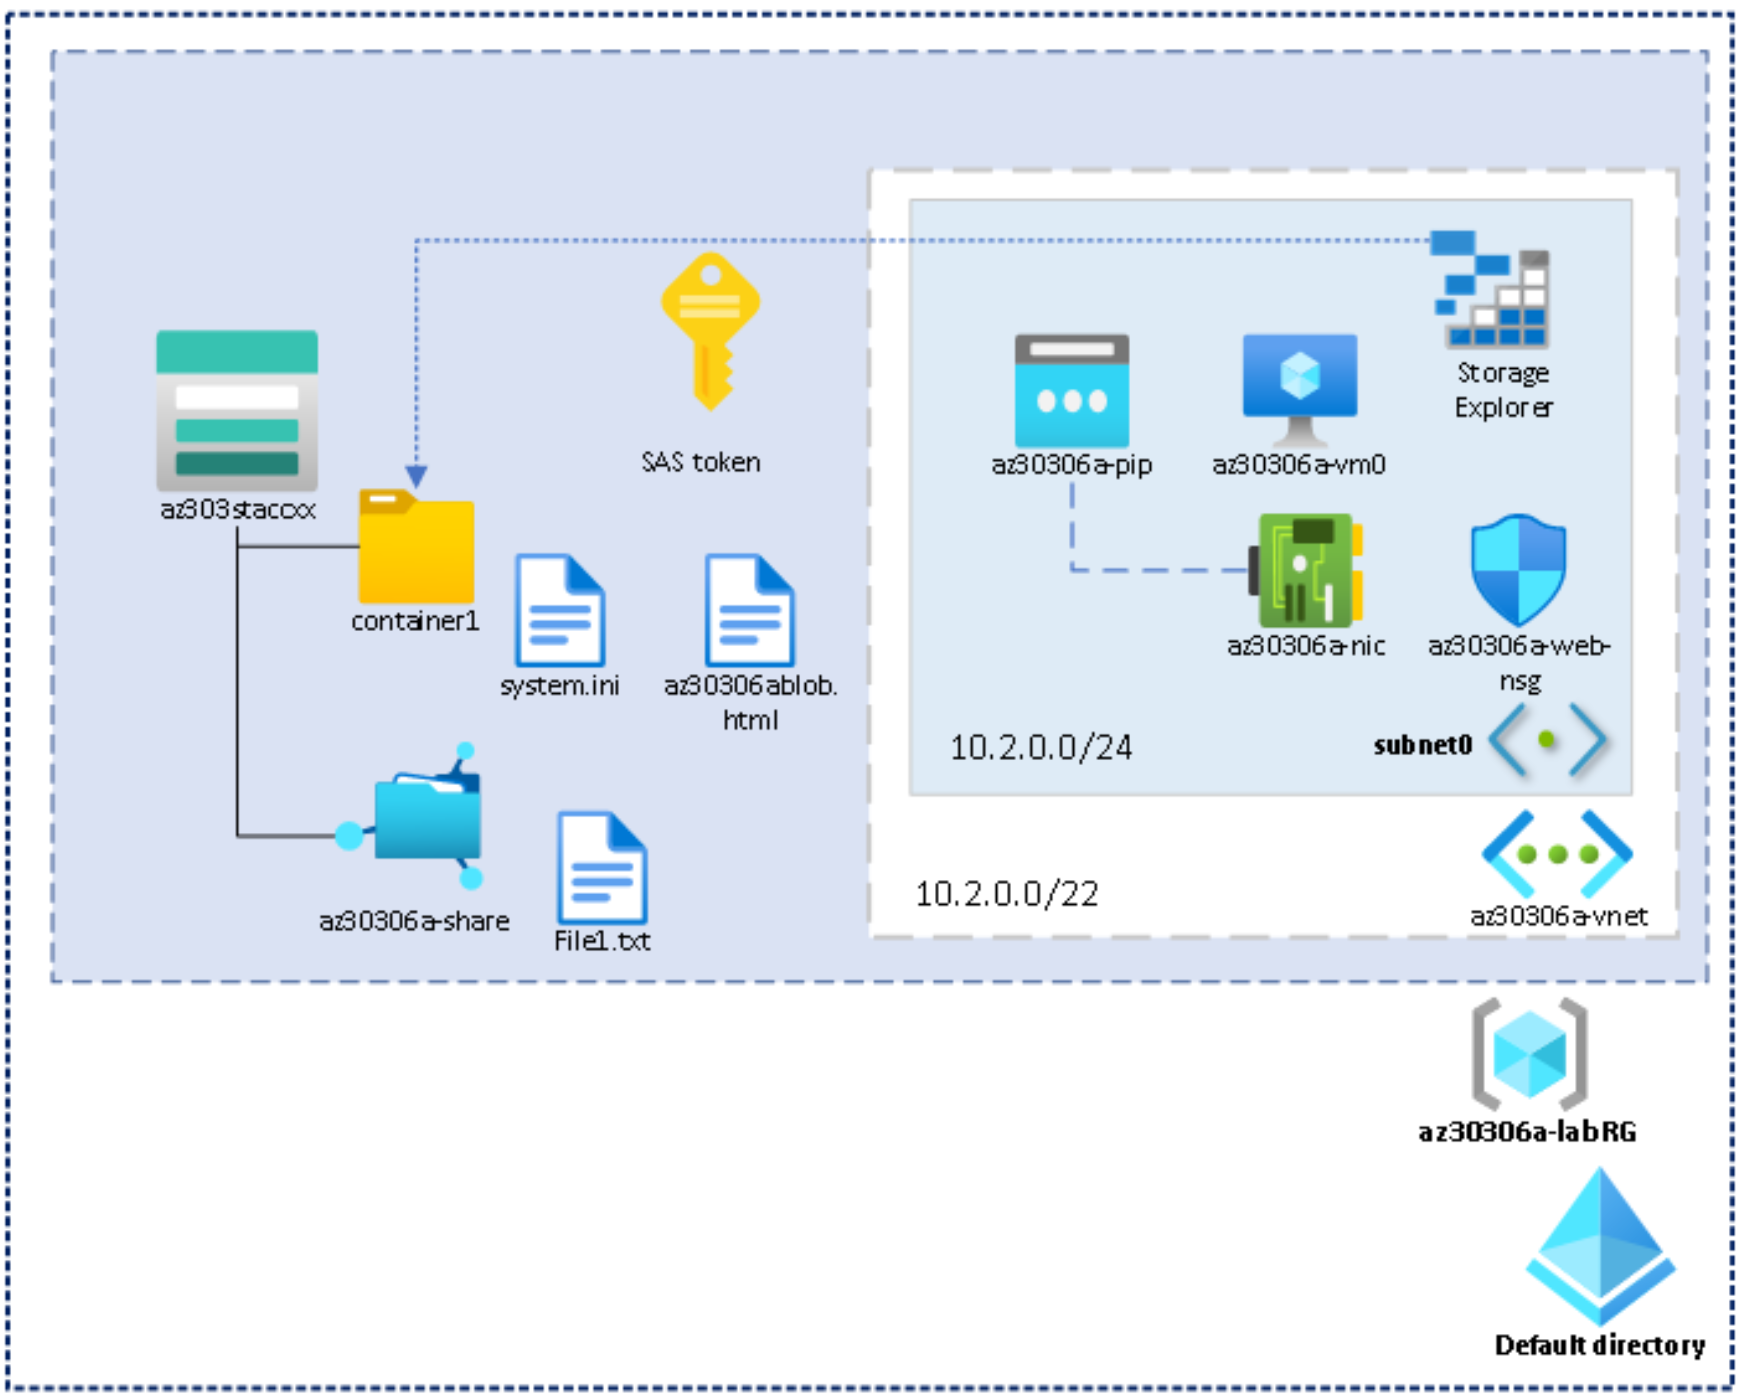 Storage
Explorer
SAS token
az30306a-pip
az30306a-vm0
az303staccxx
container1
system.ini
az30306ablob.
html
az30306a-nic
az30306a-web-
nsg
10.2.0.0/24
subnet0
az30306a-share
File1.txt
10.2.0.0/22
az30306a-vnet
az30306a-labRG
Default directory